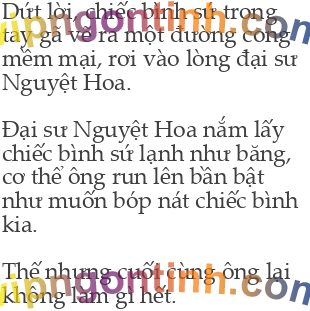 Dứt lời, chiếc bình sứ trong
tay gã vẽ ra một đường cong
mềm mại, rơi vào lòng đại sư
Nguyệt Hoa.
Đại sư Nguyệt Hoa nắm lấy
chiếc bình sứ lạnh như băng,
cơ thể ông run lên bần bật
như muốn bóp nát chiếc bình
kia.
Thế nhưng cuối cùng ông lại
không làm gì hết.
upngontinh.com
upngontinh.com